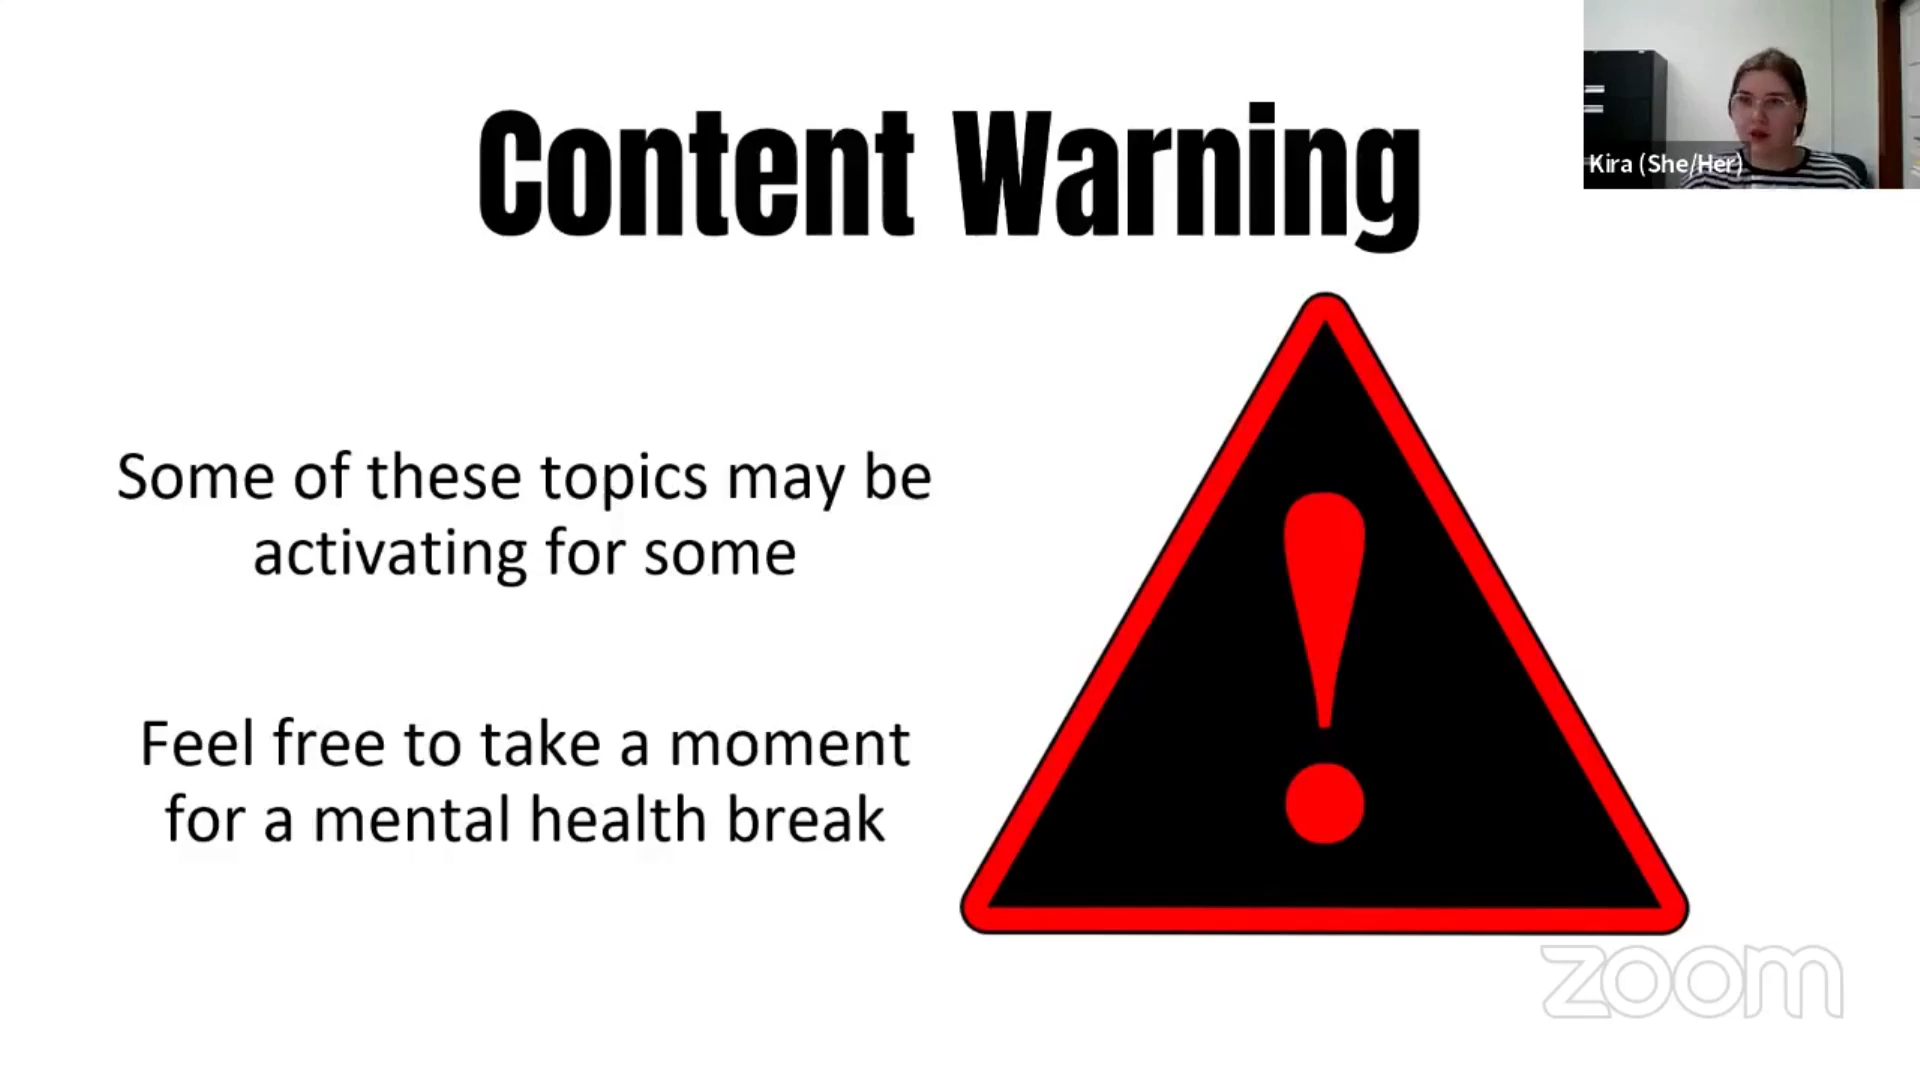 Content Warning
Kira (She/Her)
Some of these topics may be
activating for some
Feel free to take a moment
for a mental health break
!
zoom